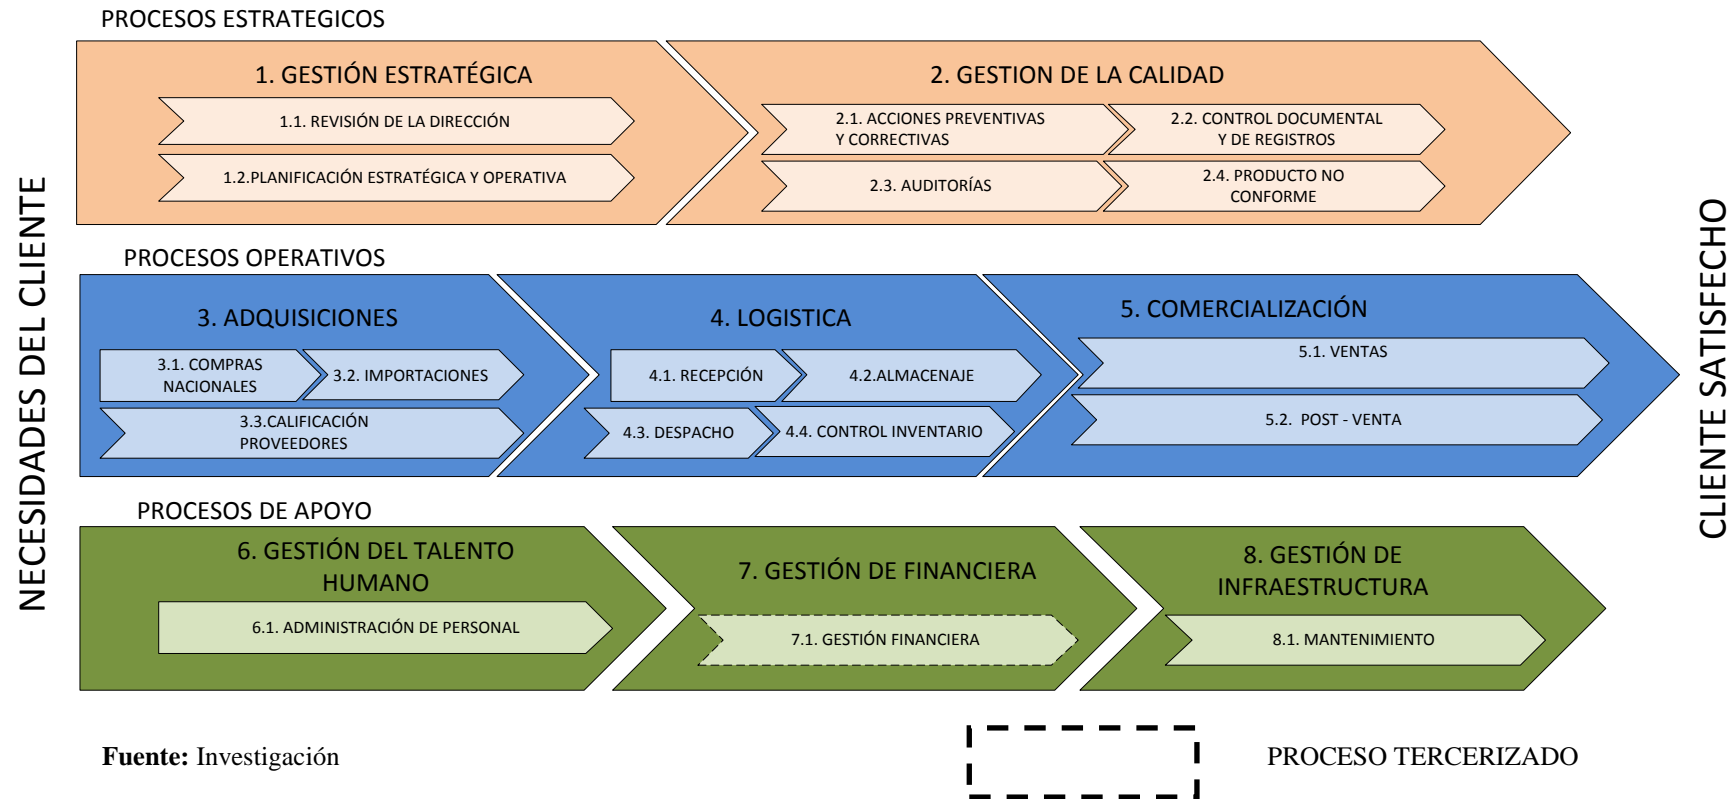 PROCESOS ESTRATEGICOS
1. GESTIÓN ESTRATÉGICA
1.1. REVISIÓN DE LA DIRECCIÓN
1.2.PLANIFICACIÓN ESTRATÉGICA Y OPERATIVA
2. GESTION DE LA CALIDAD
2.1. ACCIONES PREVENTIVAS
Y CORRECTIVAS
2.2. CONTROL DOCUMENTAL
Y DE REGISTROS
2.3. AUDITORÍAS
2.4. PRODUCTO NO
CONFORME
NECESIDADES DEL CLIENTE
PROCESOS OPERATIVOS
3. ADQUISICIONES
3.1. COMPRAS
NACIONALES
3.2. IMPORTACIONES
3.3.CALIFICACIÓN
PROVEEDORES
4. LOGISTICA
4.1. RECEPCIÓN
4.2.ALMACENAJE
4.3. DESPACHO
4.4. CONTROL INVENTARIO
5. COMERCIALIZACIÓN
5.1. VENTAS
5.2. POST - VENTA
CLIENTE SATISFECHO
PROCESOS DE APOYO
6. GESTIÓN DEL TALENTO
HUMANO
6.1. ADMINISTRACIÓN DE PERSONAL
7. GESTIÓN DE FINANCIERA
7.1. GESTIÓN FINANCIERA
8. GESTIÓN DE
INFRAESTRUCTURA
8.1. MANTENIMIENTO
Fuente: Investigación
PROCESO TERCERIZADO